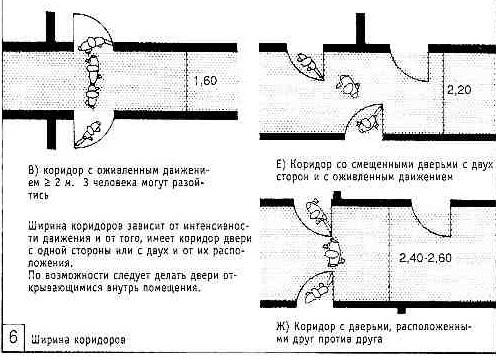 1,60
В) коридор с оживленным движени-
ем ≥ 2 м. 3 человека могут разой-
тись
Ширина коридоров зависит от интенсивнос-
ти движения и от того, имеет коридор двери
с одной стороны или с двух и от их распо-
ложения.
По возможности следует делать двери от-
крывающимися внутрь помещения.
6 Ширина коридоров
2,20
Е) Коридор со смещенными дверьми с двух
сторон и с оживленным движением
2,40-2,60
Ж) Коридор с дверьми, расположенны-
ми друг против друга